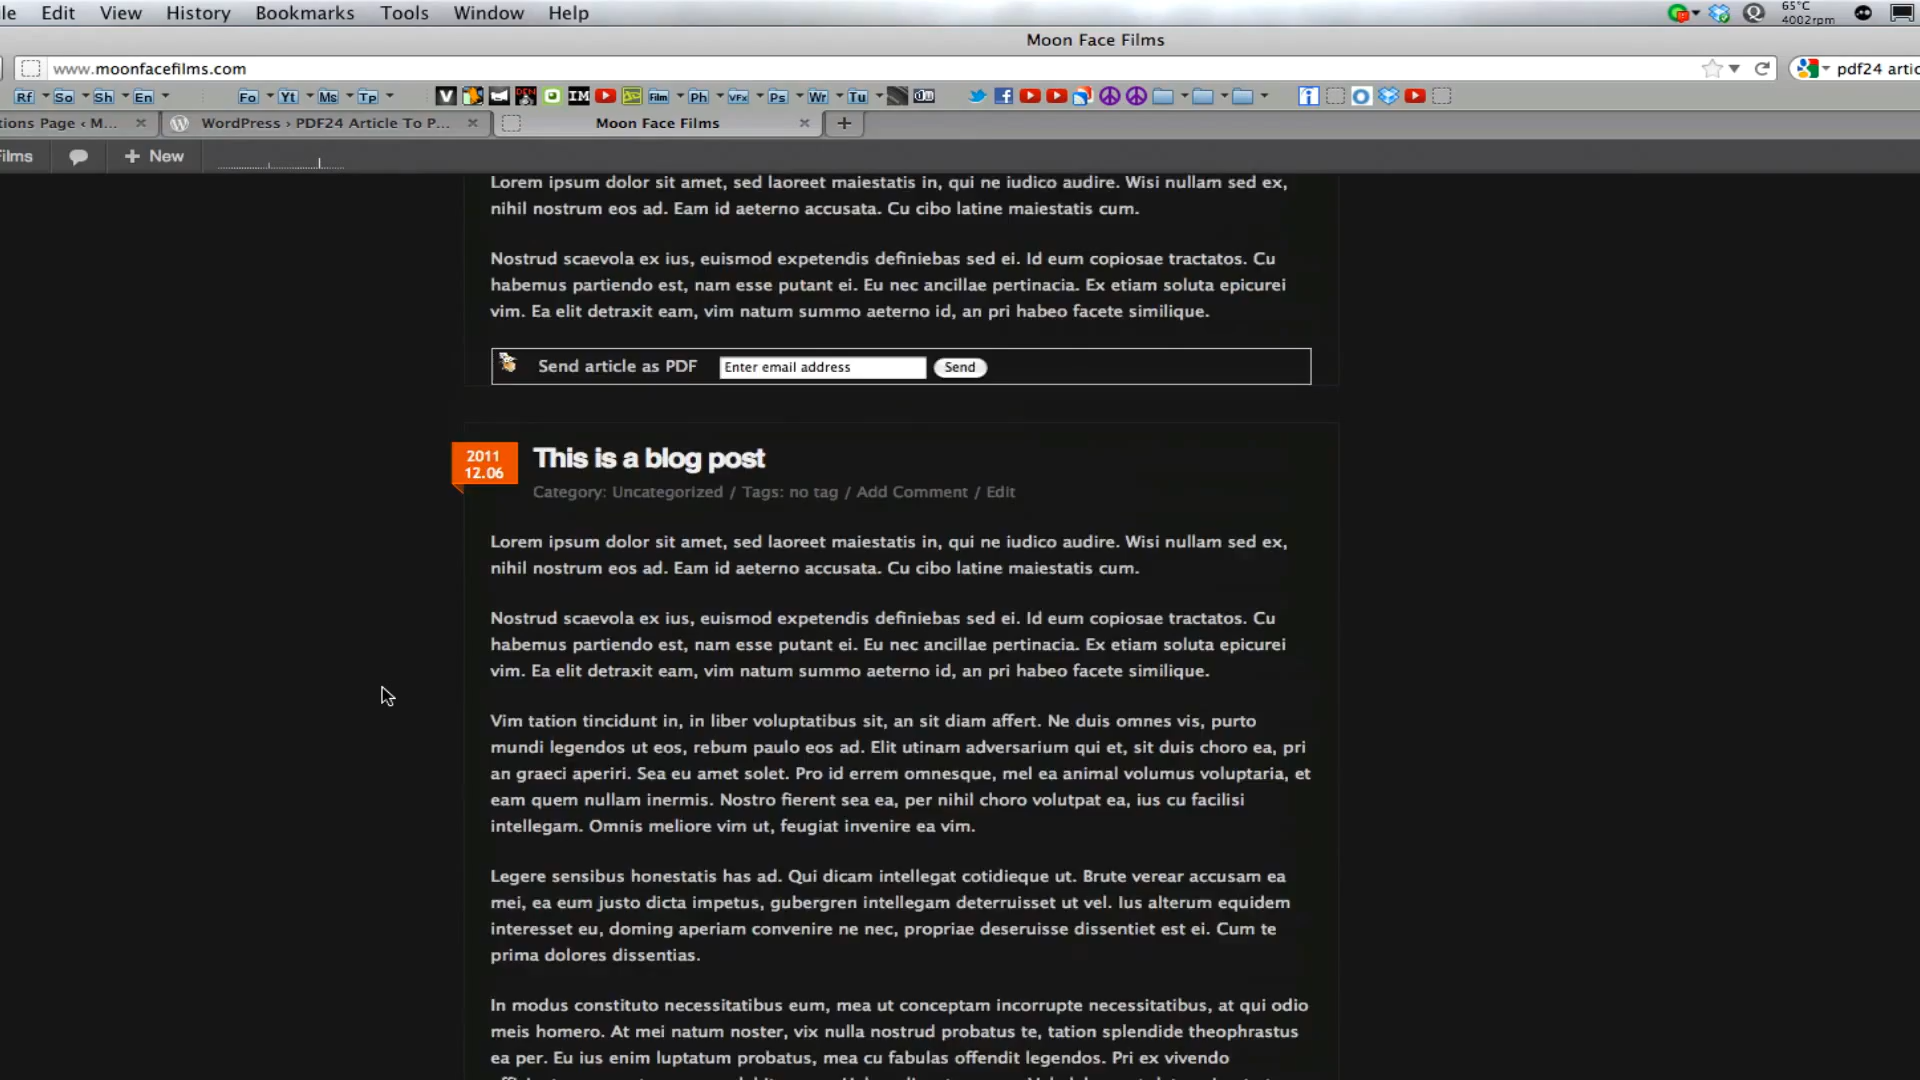 le Edit View History Bookmarks Tools Window Help 65°C 4002rpm
Moon Face Films
www.moonfacefilms.com pdf24 artic
Rf So Sh En Fo Yt Ms Tp V IM Film Ph VFX Ps Wr Tu
tions Page < M... WordPress › PDF24 Article To P... Moon Face Films
ilms + New
Lorem ipsum dolor sit amet, sed laoreet maiestatis in, qui ne iudico audire. Wisi nullam sed ex,
nihil nostrum eos ad. Eam id aeterno accusata. Cu cibo latine maiestatis cum.
Nostrud scaevola ex ius, euismod expetendis definiebas sed ei. Id eum copiosae tractatos. Cu
habemus partiendo est, nam esse putant ei. Eu nec ancillae pertinacia. Ex etiam soluta epicurei
vim. Ea elit detraxit eam, vim natum summo aeterno id, an pri habeo facete similique.
Send article as PDF Enter email address Send
2011
12.06
This is a blog post
Category: Uncategorized / Tags: no tag / Add Comment / Edit
Lorem ipsum dolor sit amet, sed laoreet maiestatis in, qui ne iudico audire. Wisi nullam sed ex,
nihil nostrum eos ad. Eam id aeterno accusata. Cu cibo latine maiestatis cum.
Nostrud scaevola ex ius, euismod expetendis definiebas sed ei. Id eum copiosae tractatos. Cu
habemus partiendo est, nam esse putant ei. Eu nec ancillae pertinacia. Ex etiam soluta epicurei
vim. Ea elit detraxit eam, vim natum summo aeterno id, an pri habeo facete similique.
Vim tation tincidunt in, in liber voluptatibus sit, an sit diam affert. Ne duis omnes vis, purto
mundi legendos ut eos, rebum paulo eos ad. Elit utinam adversarium qui et, sit duis choro ea, pri
an graeci aperiri. Sea eu amet solet. Pro id errem omnesque, mel ea animal volumus voluptaria, et
eam quem nullam inermis. Nostro fierent sea ea, per nihil choro volutpat ea, ius cu facilisi
intellegam. Omnis meliore vim ut, feugiat invenire ea vim.
Legere sensibus honestatis has ad. Qui dicam intellegat cotidieque ut. Brute verear accusam ea
mei, ea eum justo dicta impetus, gubergren intellegam deterruisset ut vel. Ius alterum equidem
interesset eu, doming aperiam convenire ne nec, propriae deseruisse dissentiet est ei. Cum te
prima dolores dissentias.
In modus constituto necessitatibus eum, mea ut conceptam incorrupte necessitatibus, at qui odio
meis homero. At mei natum noster, vix nulla nostrud probatus te, tation splendide theophrastus
ea per. Eu ius enim luptatum probatus, mea cu fabulas offendit legendos. Pri ex vivendo